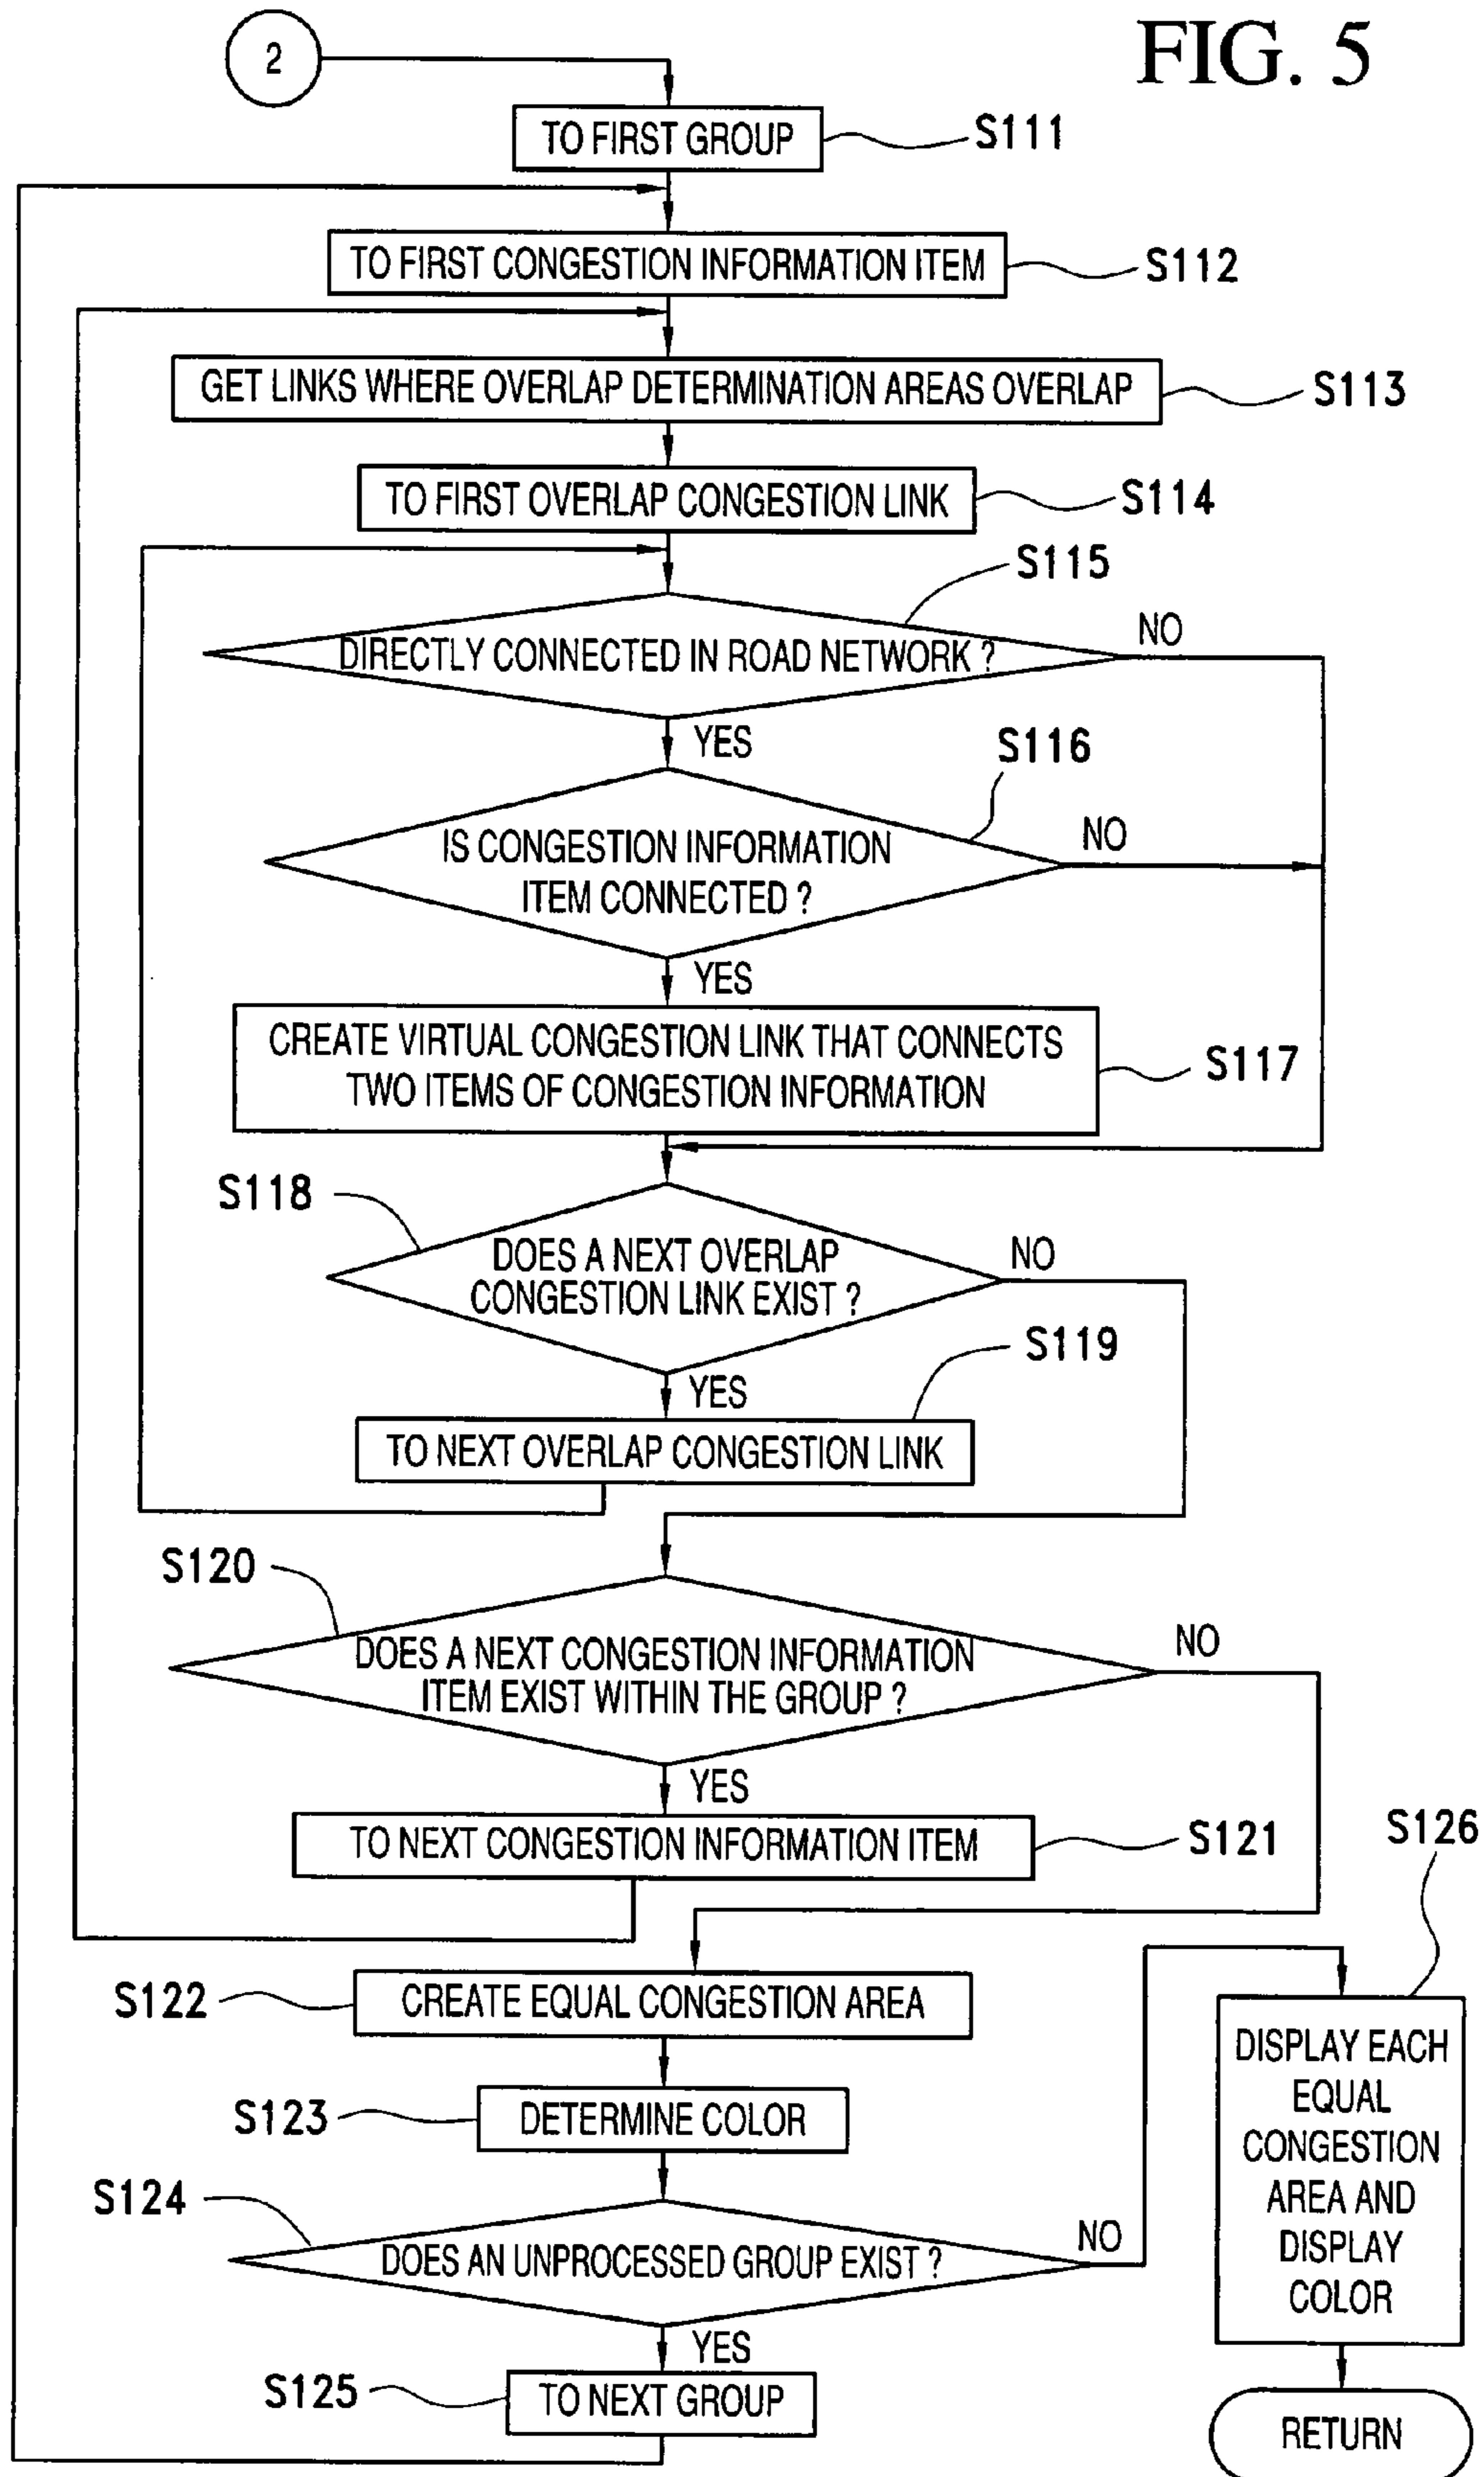 FIG. 5
2
TO FIRST GROUP
S111
TO FIRST CONGESTION INFORMATION ITEM
S112
GET LINKS WHERE OVERLAP DETERMINATION AREAS OVERLAP
S113
TO FIRST OVERLAP CONGESTION LINK
S114
S115
DIRECTLY CONNECTED IN ROAD NETWORK ?
NO
YES
S116
IS CONGESTION INFORMATION
ITEM CONNECTED ?
NO
YES
CREATE VIRTUAL CONGESTION LINK THAT CONNECTS
TWO ITEMS OF CONGESTION INFORMATION
S117
S118
DOES A NEXT OVERLAP
CONGESTION LINK EXIST ?
NO
S119
YES
TO NEXT OVERLAP CONGESTION LINK
S120
DOES A NEXT CONGESTION INFORMATION
ITEM EXIST WITHIN THE GROUP ?
NO
YES
TO NEXT CONGESTION INFORMATION ITEM
S121
S122
CREATE EQUAL CONGESTION AREA
S123
DETERMINE COLOR
S124
DOES AN UNPROCESSED GROUP EXIST ?
NO
YES
S125
TO NEXT GROUP
S126
DISPLAY EACH
EQUAL
CONGESTION
AREA AND
DISPLAY
COLOR
RETURN